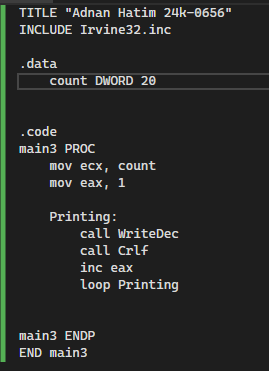 TITLE "Adnan Hatim 24k-0656"
INCLUDE Irvine32.inc
.data
count DWORD 20
.code
main3 PROC
mov ecx, count
mov eax, 1
Printing:
call WriteDec
call Crlf
inc eax
loop Printing
main3 ENDP
END main3